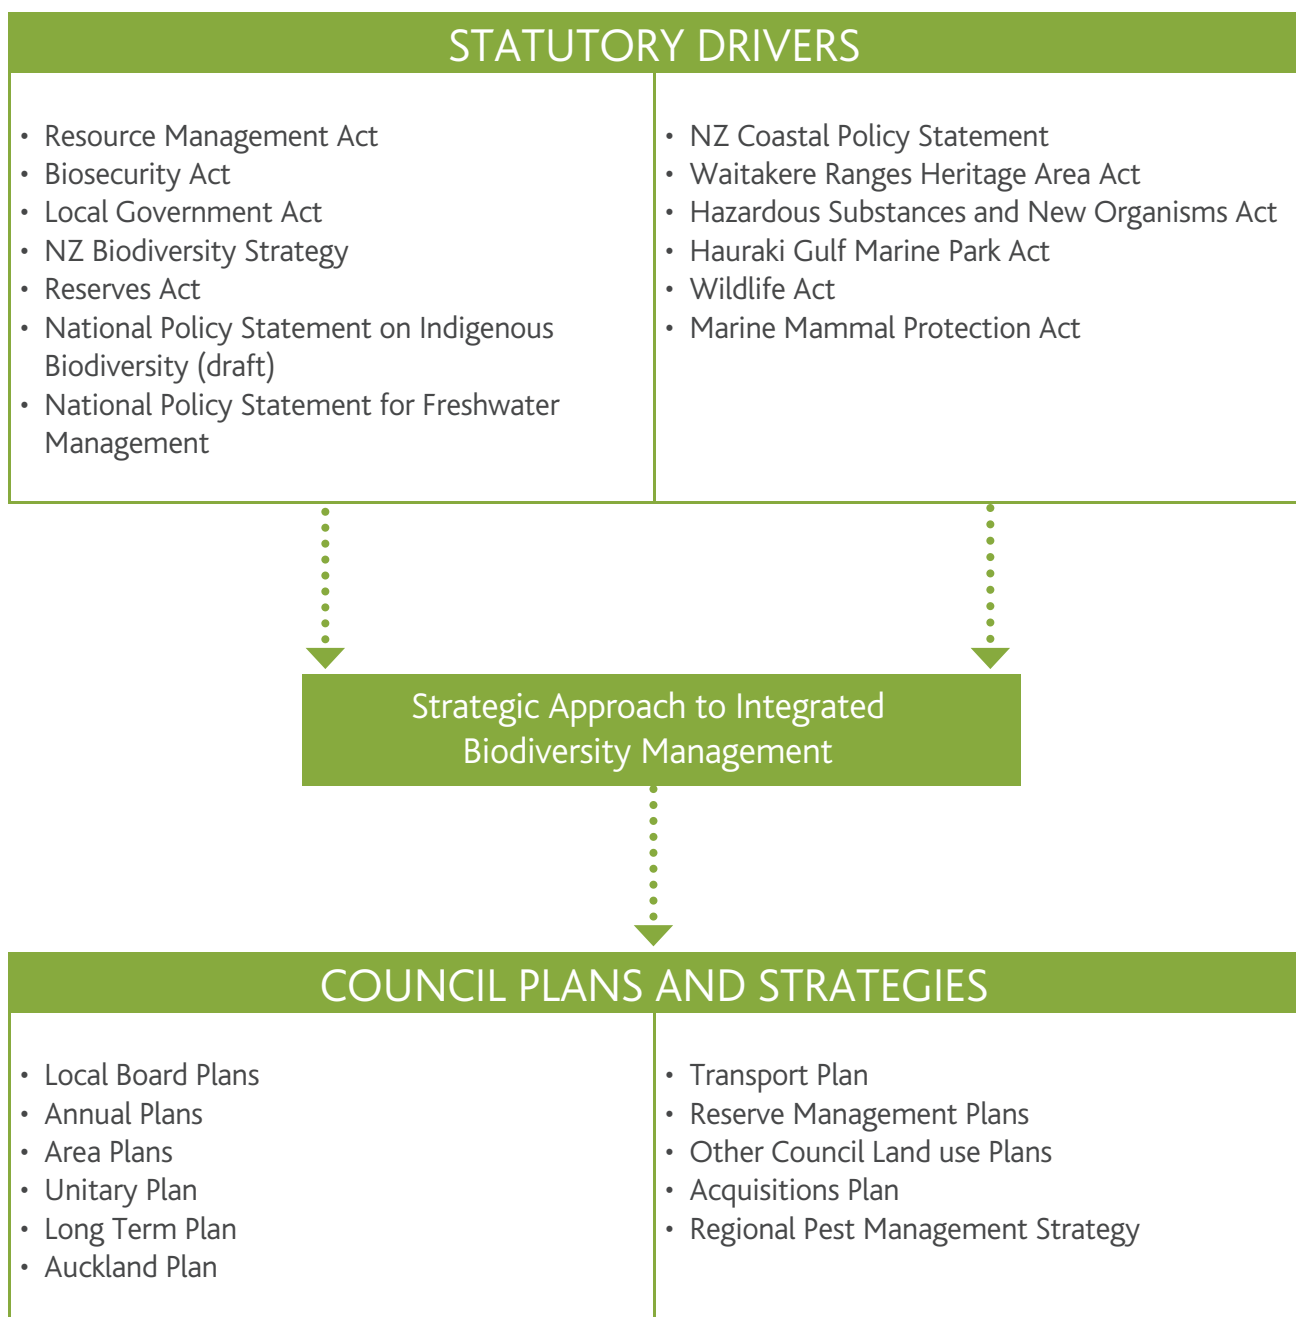 STATUTORY DRIVERS
• Resource Management Act
• Biosecurity Act
• Local Government Act
• NZ Biodiversity Strategy
• Reserves Act
• National Policy Statement on Indigenous
Biodiversity (draft)
• National Policy Statement for Freshwater
Management
• NZ Coastal Policy Statement
• Waitakere Ranges Heritage Area Act
• Hazardous Substances and New Organisms Act
• Hauraki Gulf Marine Park Act
• Wildlife Act
• Marine Mammal Protection Act
Strategic Approach to Integrated
Biodiversity Management
COUNCIL PLANS AND STRATEGIES
• Local Board Plans
• Annual Plans
• Area Plans
• Unitary Plan
• Long Term Plan
• Auckland Plan
• Transport Plan
• Reserve Management Plans
• Other Council Land use Plans
• Acquisitions Plan
• Regional Pest Management Strategy